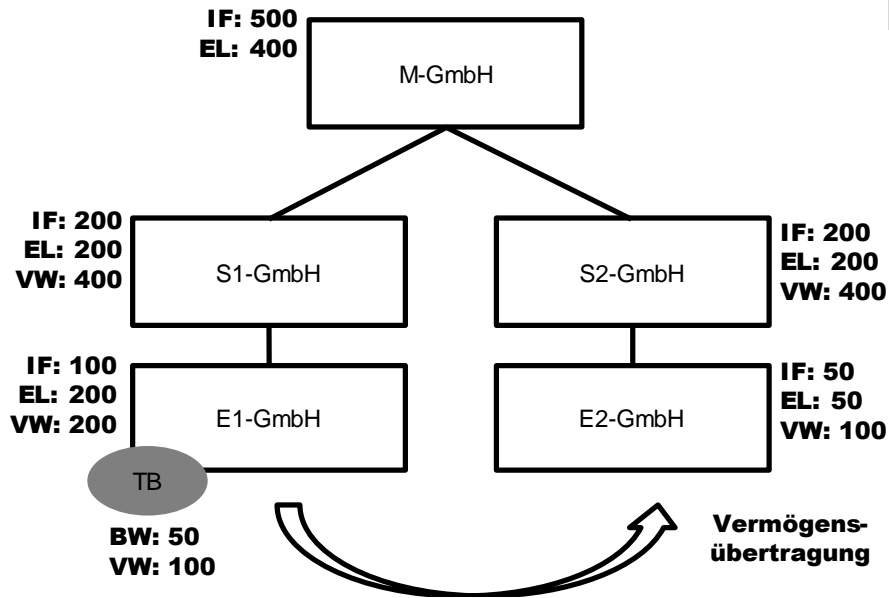 IF: 500
EL: 400
M-GmbH
IF: 200
EL: 200
VW: 400
S1-GmbH
S2-GmbH
IF: 200
EL: 200
VW: 400
IF: 100
EL: 200
VW: 200
E1-GmbH
E2-GmbH
IF: 50
EL: 50
VW: 100
TB
BW: 50
VW: 100
Vermögens-
übertragung